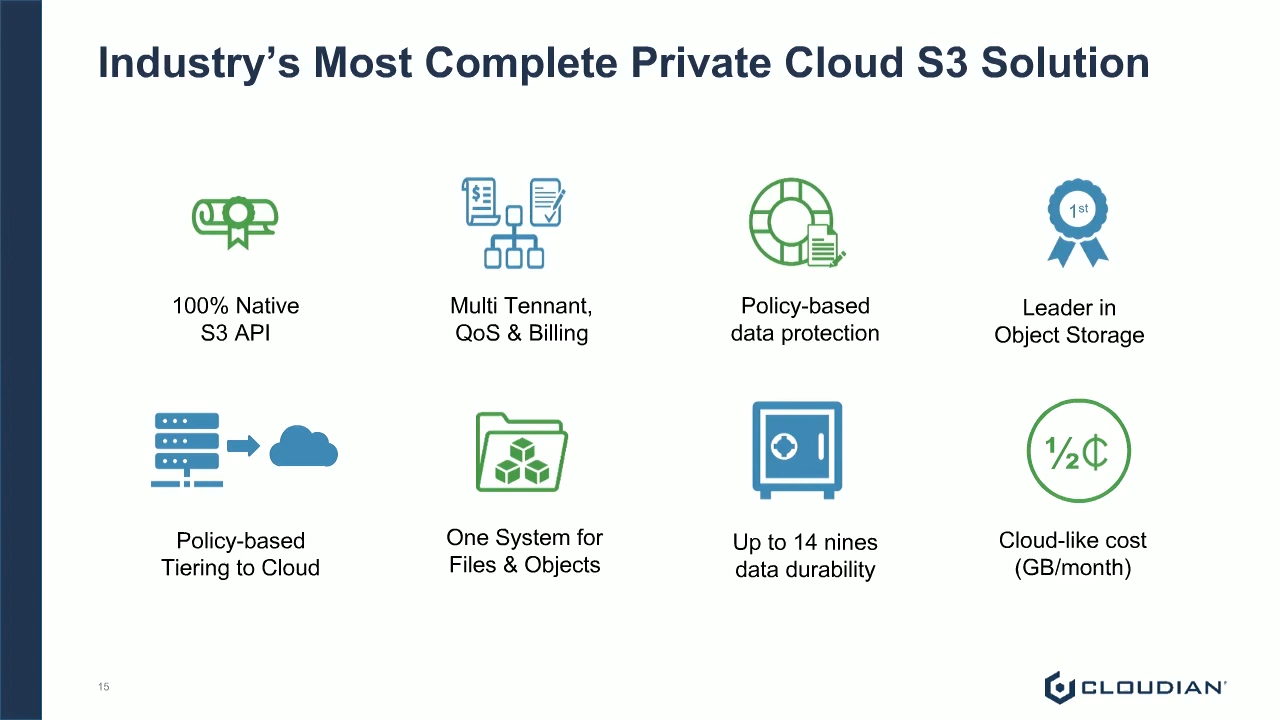 Industry’s Most Complete Private Cloud S3 Solution
$
1st
100% Native
S3 API
Multi Tennant,
QoS & Billing
Policy-based
data protection
Leader in
Object Storage
½₵
Policy-based
Tiering to Cloud
One System for
Files & Objects
Up to 14 nines
data durability
Cloud-like cost
(GB/month)
15
CLOUDIAN